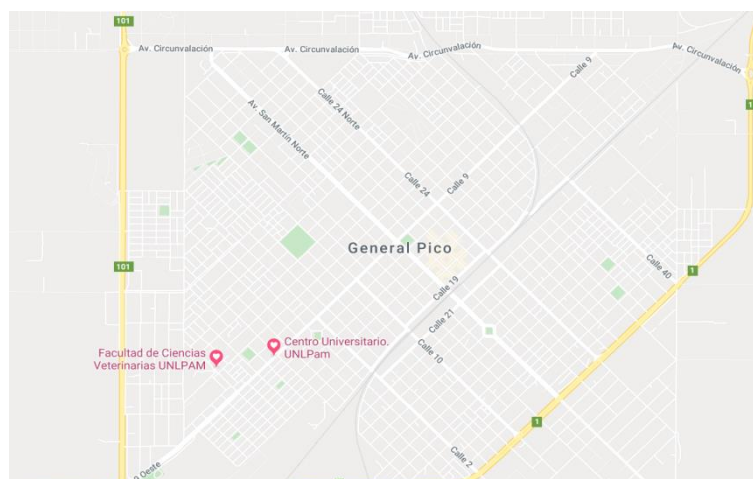 101
Av. Circunvalación
Av. Circunvalación
Av. Circunvalación
Av. Circunvalación
Calle 9
1
Av. San Martín Norte
Calle 24 Norte
Calle 24
Calle 9
General Pico
101
Calle 40
1
Calle 19
Calle 21
Centro Universitario.
UNLPam
Facultad de Ciencias
Veterinarias UNLPAM
Calle 10
1
Calle 2
Oeste